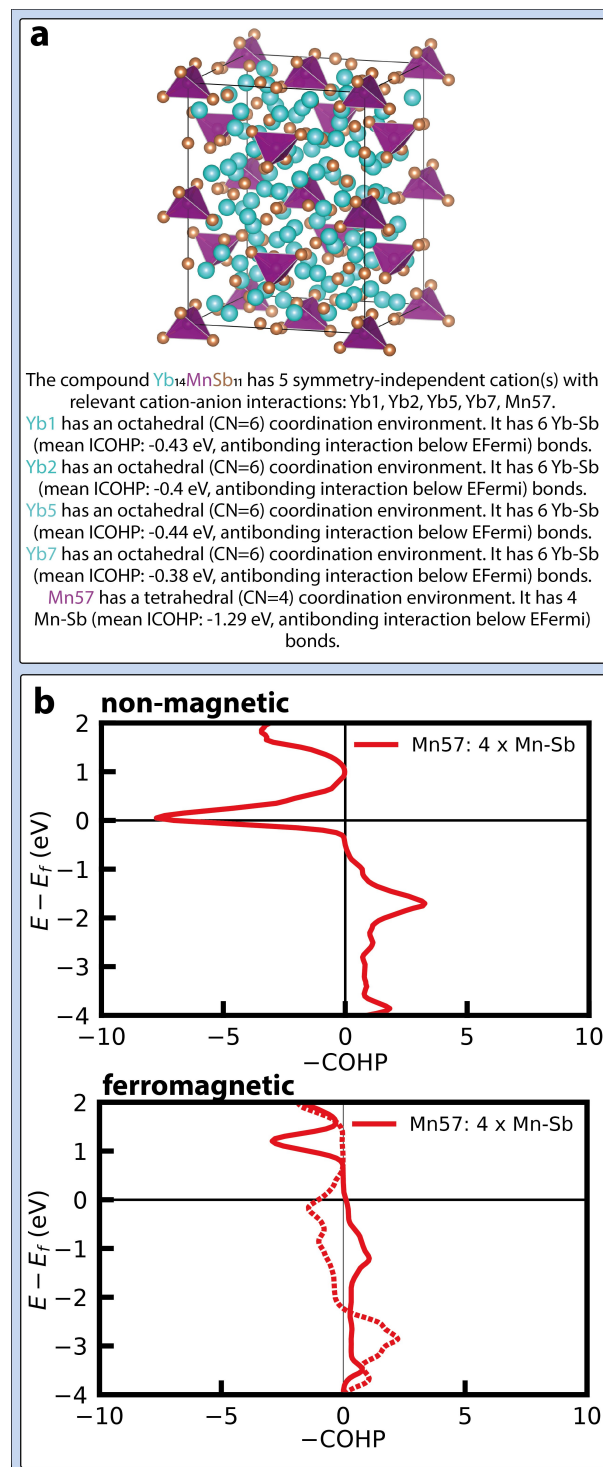 a
The compound Yb₁₄MnSb₁₁ has 5 symmetry-independent cation(s) with
relevant cation-anion interactions: Yb1, Yb2, Yb5, Yb7, Mn57.
Yb1 has an octahedral (CN=6) coordination environment. It has 6 Yb-Sb
(mean ICOHP: -0.43 eV, antibonding interaction below EFermi) bonds.
Yb2 has an octahedral (CN=6) coordination environment. It has 6 Yb-Sb
(mean ICOHP: -0.4 eV, antibonding interaction below EFermi) bonds.
Yb5 has an octahedral (CN=6) coordination environment. It has 6 Yb-Sb
(mean ICOHP: -0.44 eV, antibonding interaction below EFermi) bonds.
Yb7 has an octahedral (CN=6) coordination environment. It has 6 Yb-Sb
(mean ICOHP: -0.38 eV, antibonding interaction below EFermi) bonds.
Mn57 has a tetrahedral (CN=4) coordination environment. It has 4
Mn-Sb (mean ICOHP: -1.29 eV, antibonding interaction below EFermi)
bonds.
b
non-magnetic
Mn57: 4 x Mn-Sb
2
1
0
−1
−2
−3
−4
E − E_f (eV)
−10
−5
0
5
10
−COHP
ferromagnetic
Mn57: 4 x Mn-Sb
2
1
0
−1
−2
−3
−4
E − E_f (eV)
−10
−5
0
5
10
−COHP